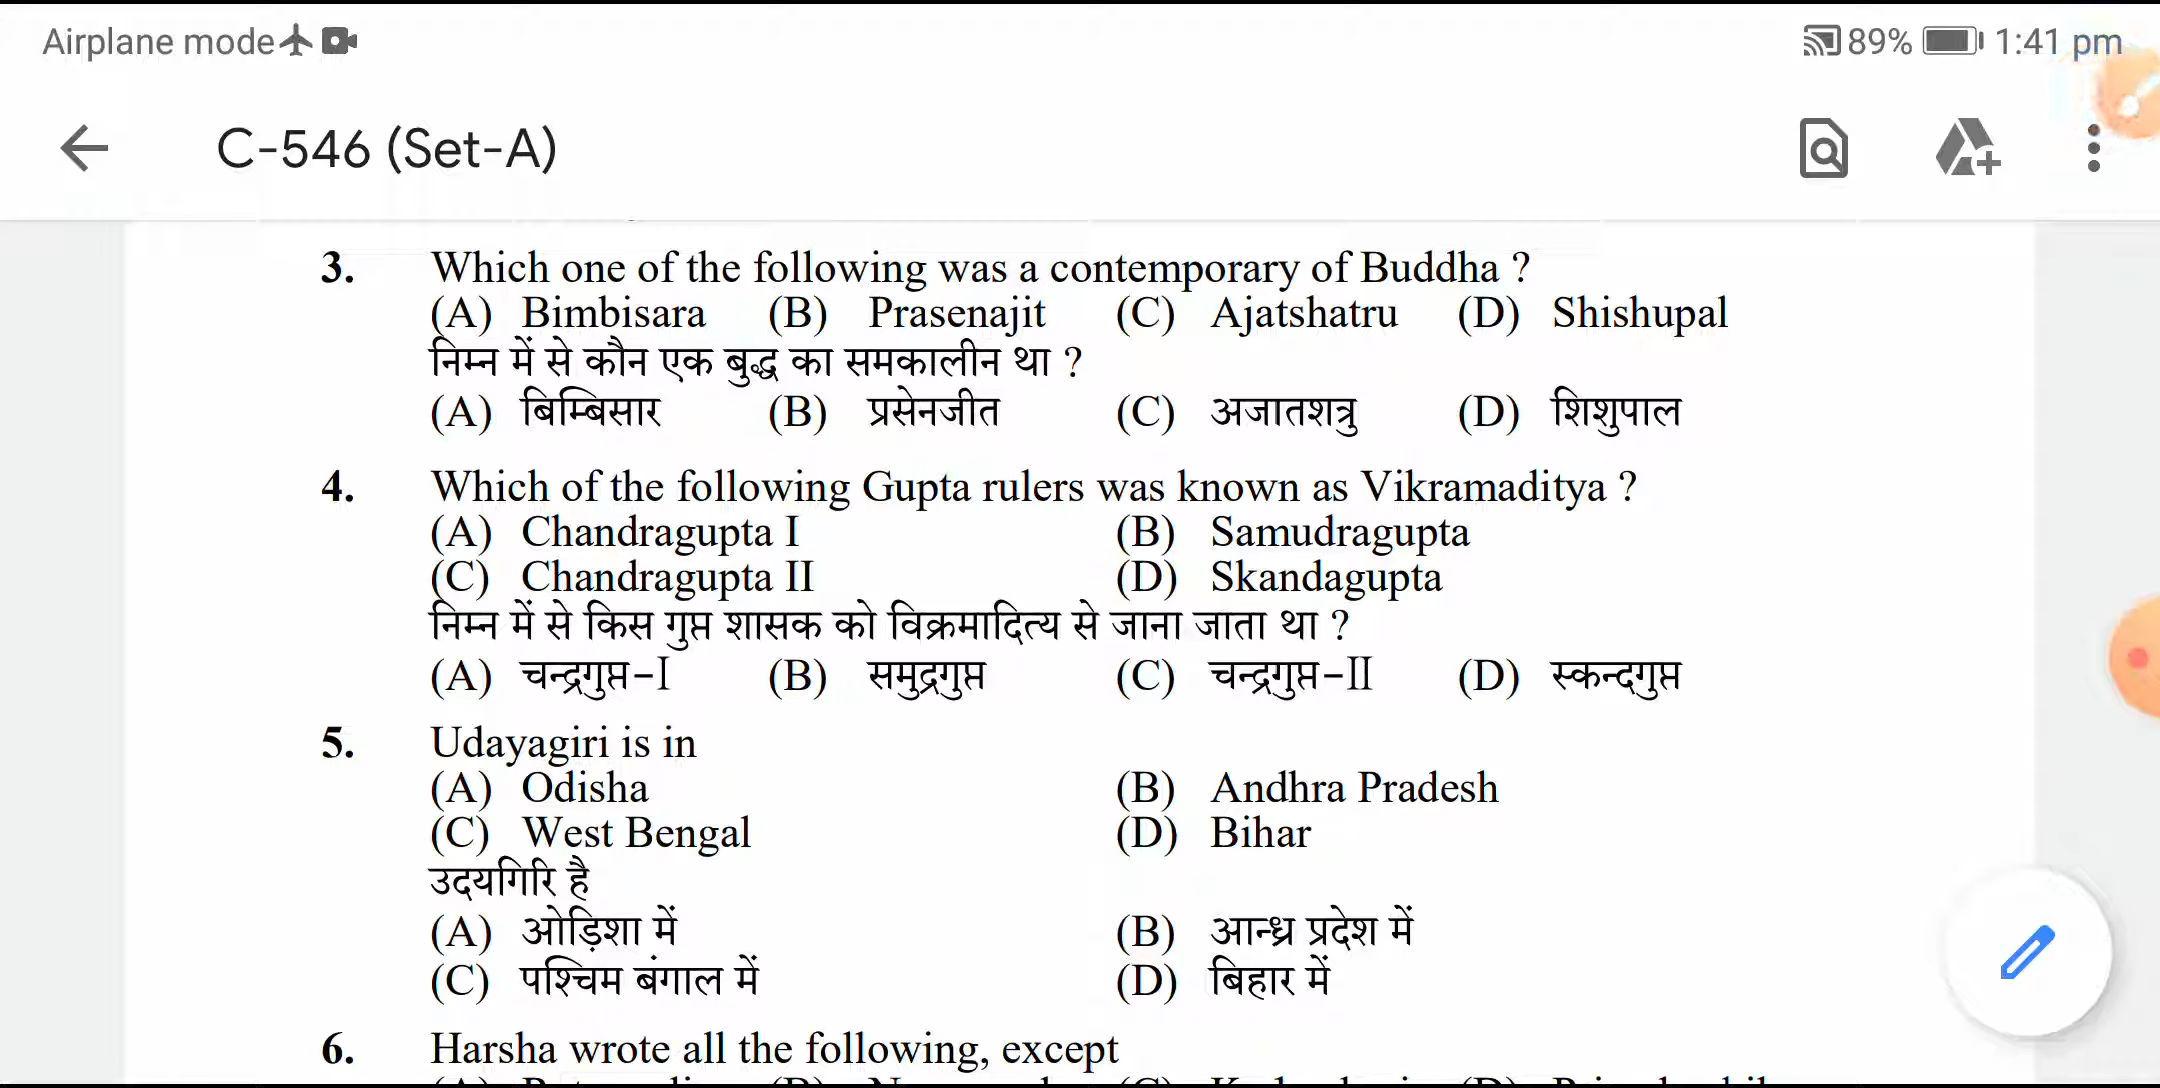 Airplane mode 89% 1:41 pm
C-546 (Set-A)
3. Which one of the following was a contemporary of Buddha ?
(A) Bimbisara (B) Prasenajit (C) Ajatshatru (D) Shishupal
निम्न में से कौन एक बुद्ध का समकालीन था ?
(A) बिम्बिसार (B) प्रसेनजीत (C) अजातशत्रु (D) शिशुपाल
4. Which of the following Gupta rulers was known as Vikramaditya ?
(A) Chandragupta I (B) Samudragupta
(C) Chandragupta II (D) Skandagupta
निम्न में से किस गुप्त शासक को विक्रमादित्य से जाना जाता था ?
(A) चन्द्रगुप्त-I (B) समुद्रगुप्त (C) चन्द्रगुप्त-II (D) स्कन्दगुप्त
5. Udayagiri is in
(A) Odisha (B) Andhra Pradesh
(C) West Bengal (D) Bihar
उदयगिरि है
(A) ओड़िशा में (B) आन्ध्र प्रदेश में
(C) पश्चिम बंगाल में (D) बिहार में
6. Harsha wrote all the following, except